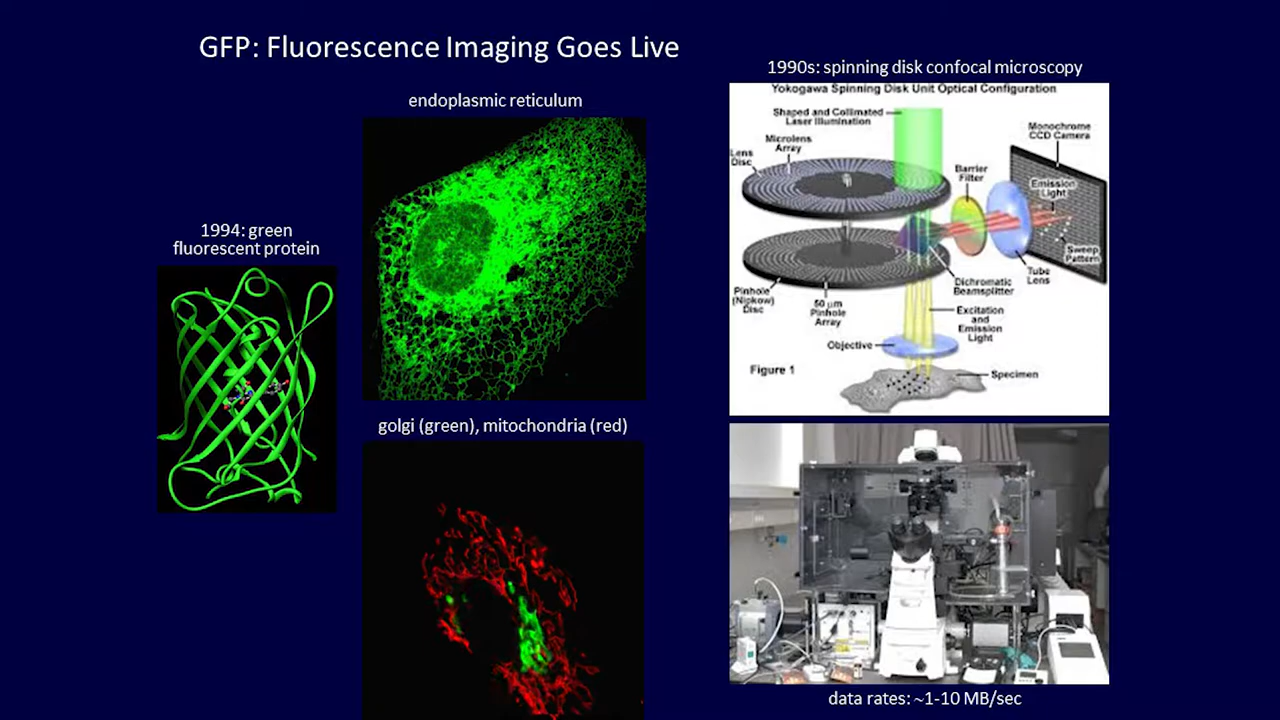 GFP: Fluorescence Imaging Goes Live
1994: green
fluorescent protein
endoplasmic reticulum
golgi (green), mitochondria (red)
1990s: spinning disk confocal microscopy
Yokogawa Spinning Disk Unit Optical Configuration
Shaped and Collimated
Laser Illumination
Microlens
Array
Lens
Disc
Monochrome
CCD Camera
Barrier
Filter
Emission
Light
Sweep
Pattern
Tube
Lens
Dichromatic
Beamsplitter
Pinhole
(Nipkow)
Disc
50 µm
Pinhole
Array
Excitation
and
Emission
Light
Objective
Figure 1
Specimen
data rates: ~1-10 MB/sec